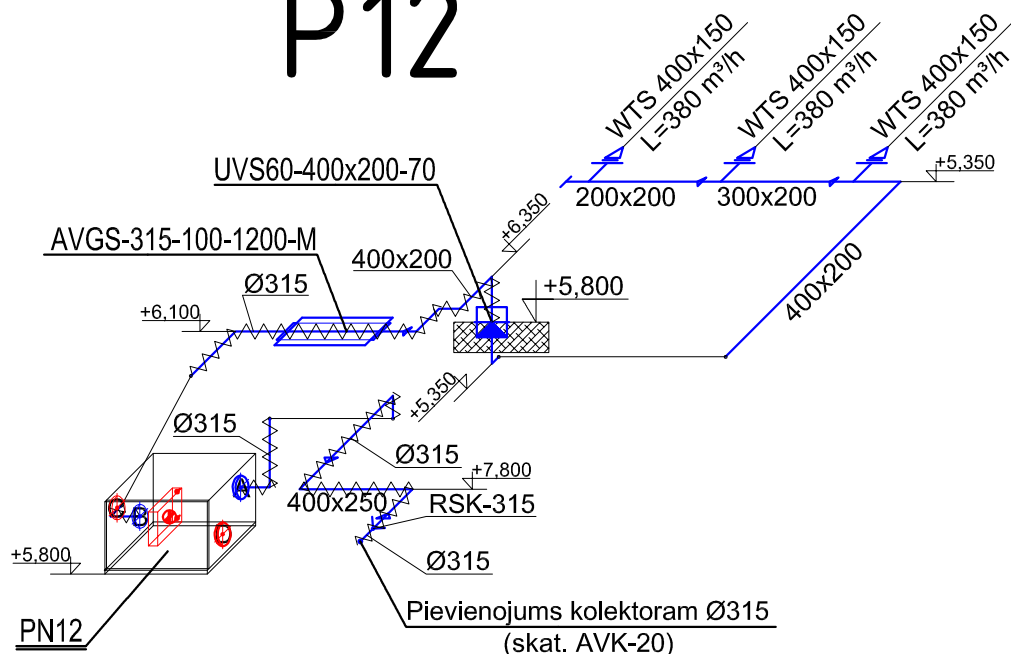 P12
WTS 400x150
L=380 m³/h
WTS 400x150
L=380 m³/h
WTS 400x150
L=380 m³/h
UVS60-400x200-70
+5,350
200x200
300x200
+6,350
AVGS-315-100-1200-M
400x200
Ø315
+5,800
400x200
+6,100
+5,350
Ø315
Ø315
+7,800
400x250
RSK-315
A
B
+5,800
Ø315
PN12
Pievienojums kolektoram Ø315
(skat. AVK-20)